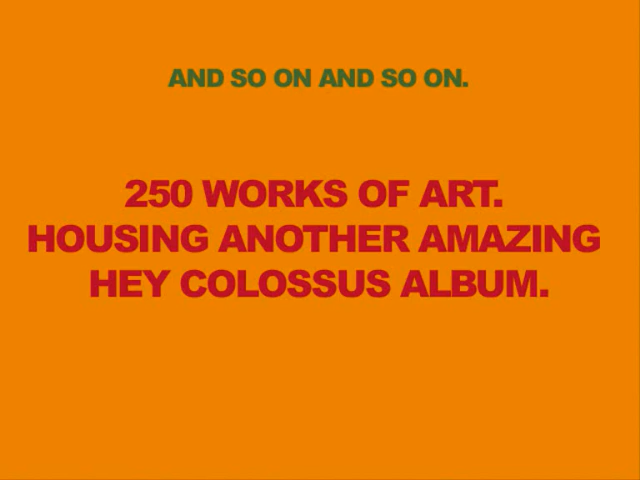 AND SO ON AND SO ON.
250 WORKS OF ART.
HOUSING ANOTHER AMAZING
HEY COLOSSUS ALBUM.